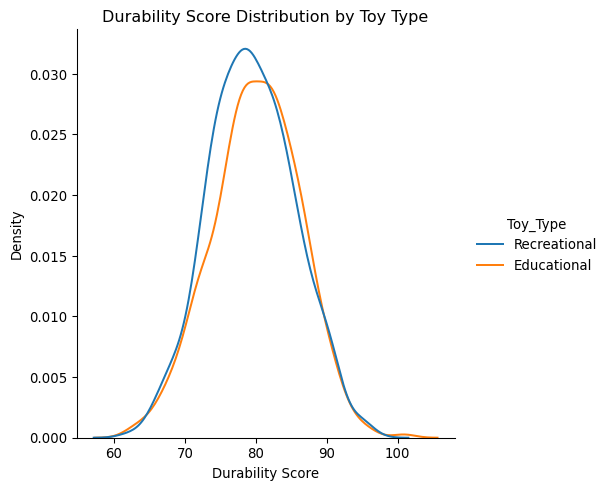 Durability Score Distribution by Toy Type
Density
0.030
0.025
0.020
0.015
0.010
0.005
0.000
60 70 80 90 100
Durability Score
Toy_Type
Recreational
Educational